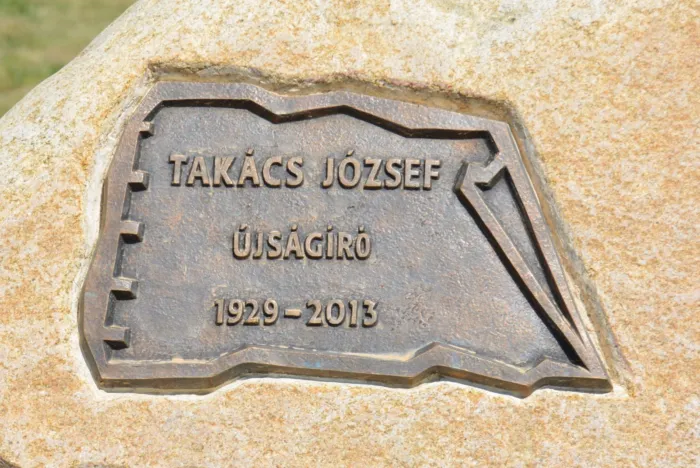 TAKÁCS JÓZSEF
ÚJSÁGÍRÓ
1929-2013